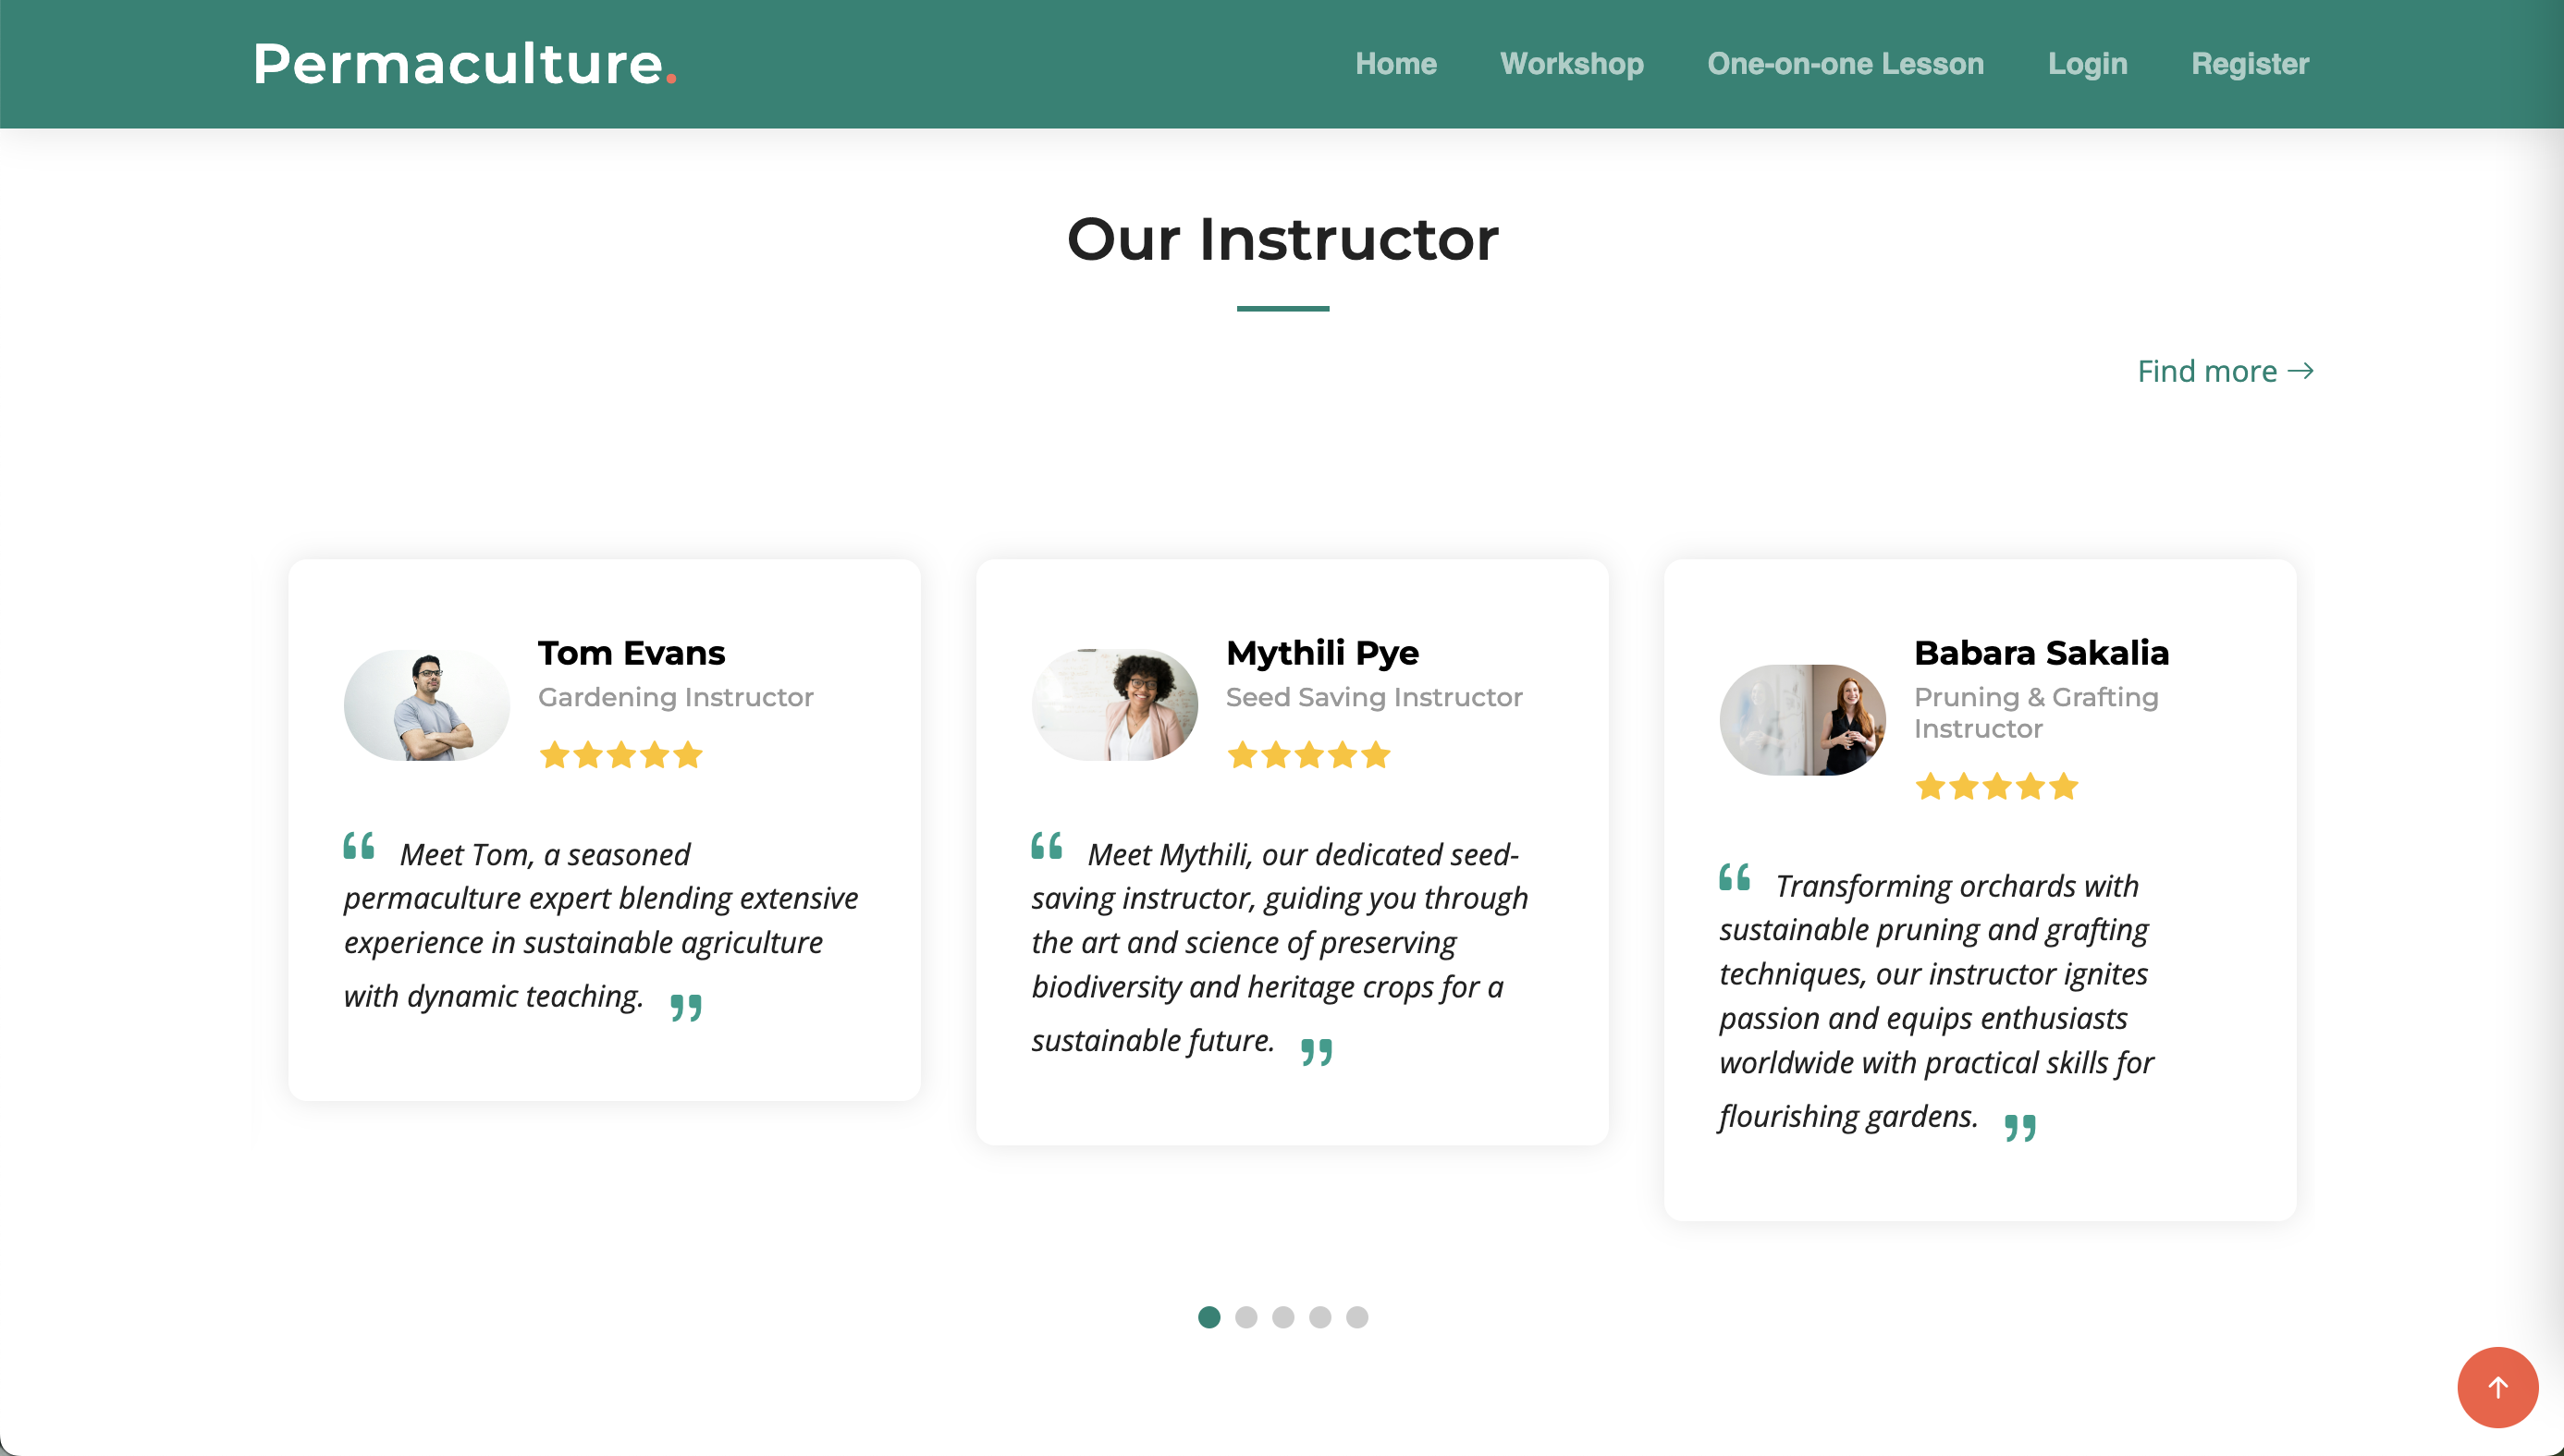 Permaculture.
Home Workshop One-on-one Lesson Login Register
Our Instructor
Find more →
Tom Evans
Gardening Instructor
“ Meet Tom, a seasoned
permaculture expert blending extensive
experience in sustainable agriculture
with dynamic teaching. ”
Mythili Pye
Seed Saving Instructor
“ Meet Mythili, our dedicated seed-
saving instructor, guiding you through
the art and science of preserving
biodiversity and heritage crops for a
sustainable future. ”
Babara Sakalia
Pruning & Grafting
Instructor
“ Transforming orchards with
sustainable pruning and grafting
techniques, our instructor ignites
passion and equips enthusiasts
worldwide with practical skills for
flourishing gardens. ”